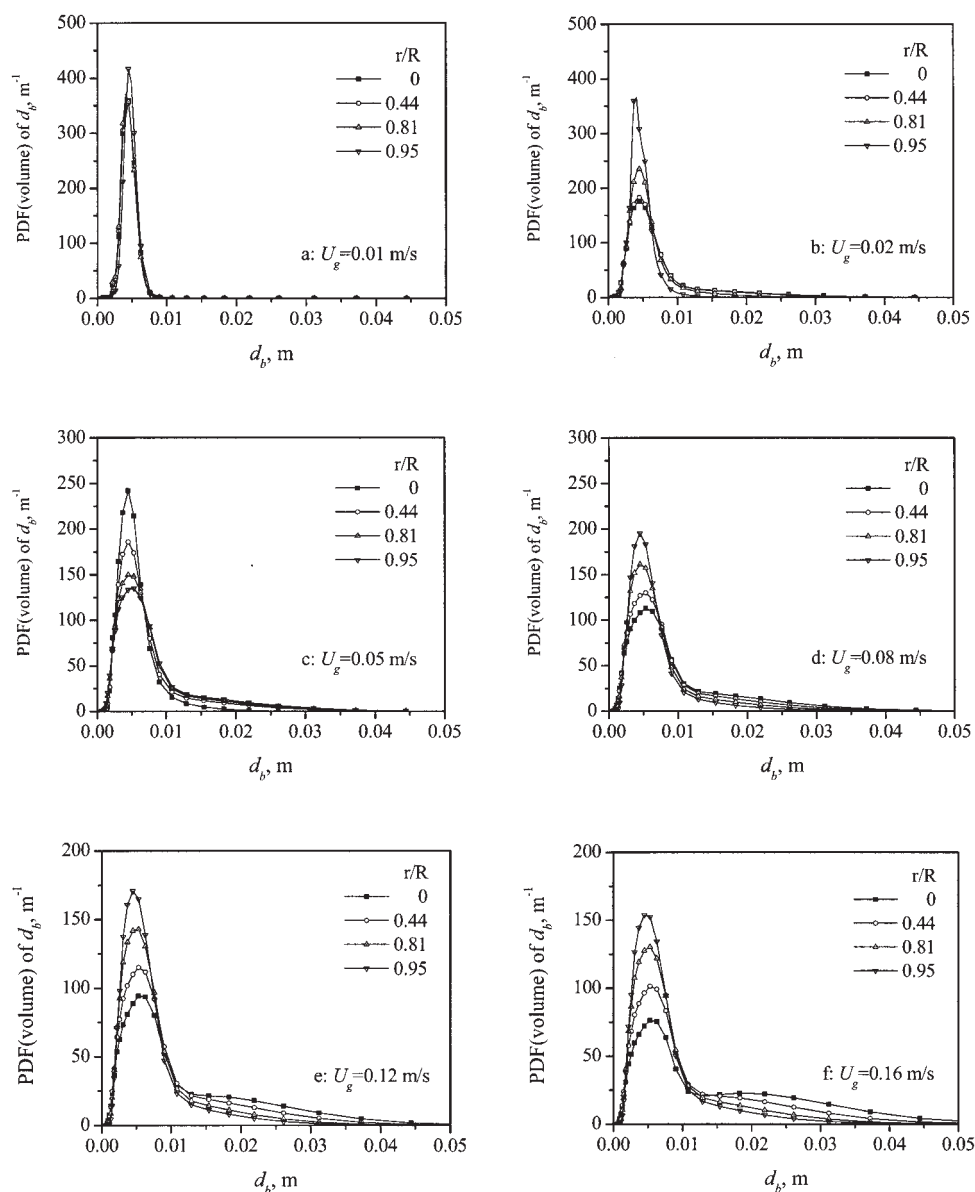 500
400
300
200
100
0
PDF(volume) of d_b, m⁻¹
r/R
0
0.44
0.81
0.95
a: U_g=0.01 m/s
0.00 0.01 0.02 0.03 0.04 0.05
d_b, m
500
400
300
200
100
0
PDF(volume) of d_b, m⁻¹
r/R
0
0.44
0.81
0.95
b: U_g=0.02 m/s
0.00 0.01 0.02 0.03 0.04 0.05
d_b, m
300
250
200
150
100
50
0
PDF(volume) of d_b, m⁻¹
r/R
0
0.44
0.81
0.95
c: U_g=0.05 m/s
0.00 0.01 0.02 0.03 0.04 0.05
d_b, m
300
250
200
150
100
50
0
PDF(volume) of d_b, m⁻¹
r/R
0
0.44
0.81
0.95
d: U_g=0.08 m/s
0.00 0.01 0.02 0.03 0.04 0.05
d_b, m
200
150
100
50
0
PDF(volume) of d_b, m⁻¹
r/R
0
0.44
0.81
0.95
e: U_g=0.12 m/s
0.00 0.01 0.02 0.03 0.04 0.05
d_b, m
200
150
100
50
0
PDF(volume) of d_b, m⁻¹
r/R
0
0.44
0.81
0.95
f: U_g=0.16 m/s
0.00 0.01 0.02 0.03 0.04 0.05
d_b, m